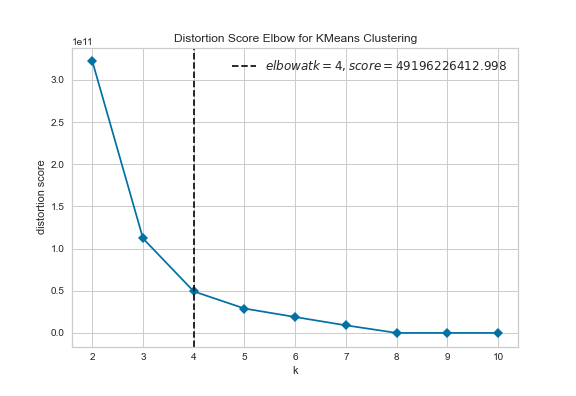 Distortion Score Elbow for KMeans Clustering
1e11
elbowatk = 4, score = 49196226412.998
3.0
2.5
2.0
1.5
1.0
0.5
0.0
distortion score
2 3 4 5 6 7 8 9 10
k